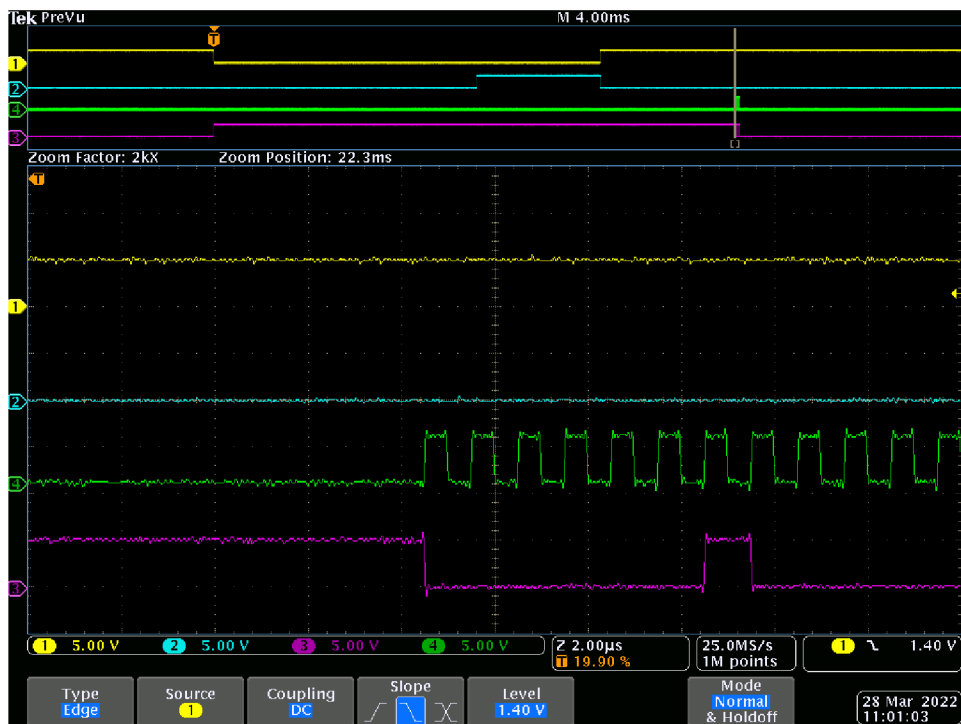 Tek PreVu M 4.00ms
T
1
2
4
3
Zoom Factor: 2kX Zoom Position: 22.3ms
T
1
2
4
3
1 5.00 V 2 5.00 V 3 5.00 V 4 5.00 V
Z 2.00µs 25.0MS/s 1 1.40 V
T 19.90 % 1M points
Type Source Coupling Slope Level Mode
Edge 1 DC 1.40 V Normal
& Holdoff
28 Mar 2022
11:01:03